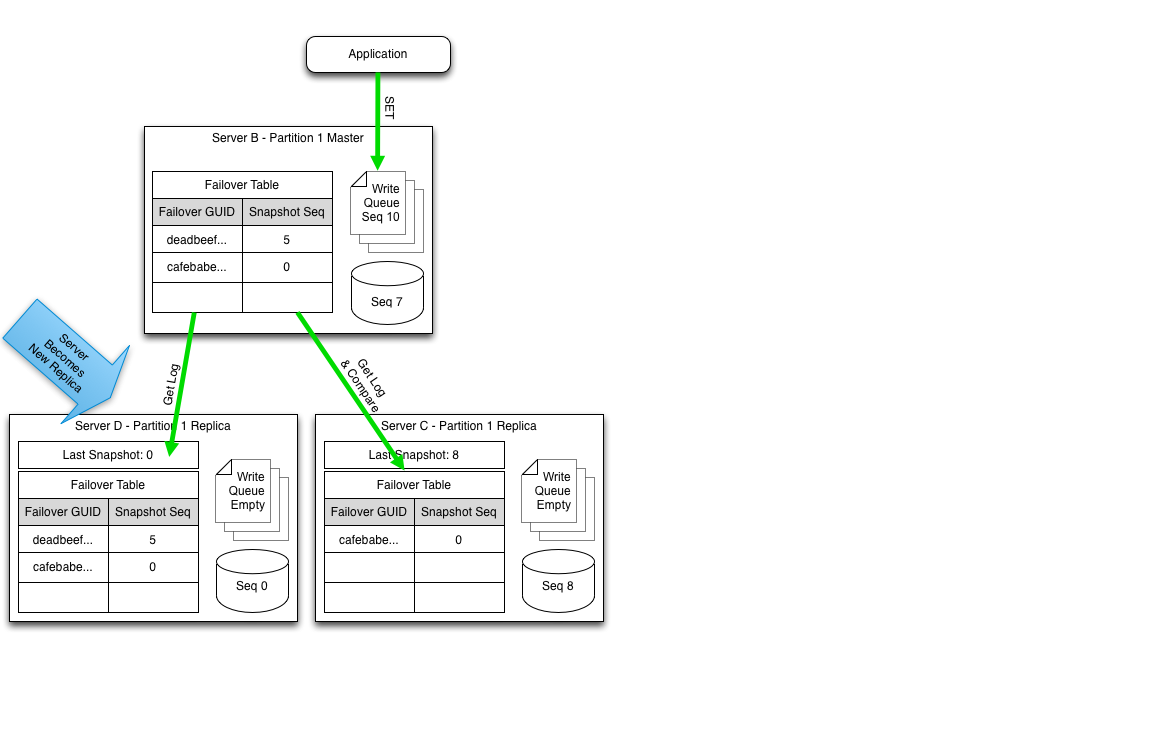 Application
SET
Server B - Partition 1 Master
Failover Table
Failover GUID Snapshot Seq
deadbeef... 5
cafebabe... 0
Write
Queue
Seq 10
Seq 7
Server
Becomes
New Replica
Get Log
Get Log
& Compare
Server D - Partition 1 Replica
Last Snapshot: 0
Failover Table
Failover GUID Snapshot Seq
deadbeef... 5
cafebabe... 0
Write
Queue
Empty
Seq 0
Server C - Partition 1 Replica
Last Snapshot: 8
Failover Table
Failover GUID Snapshot Seq
cafebabe... 0
Write
Queue
Empty
Seq 8